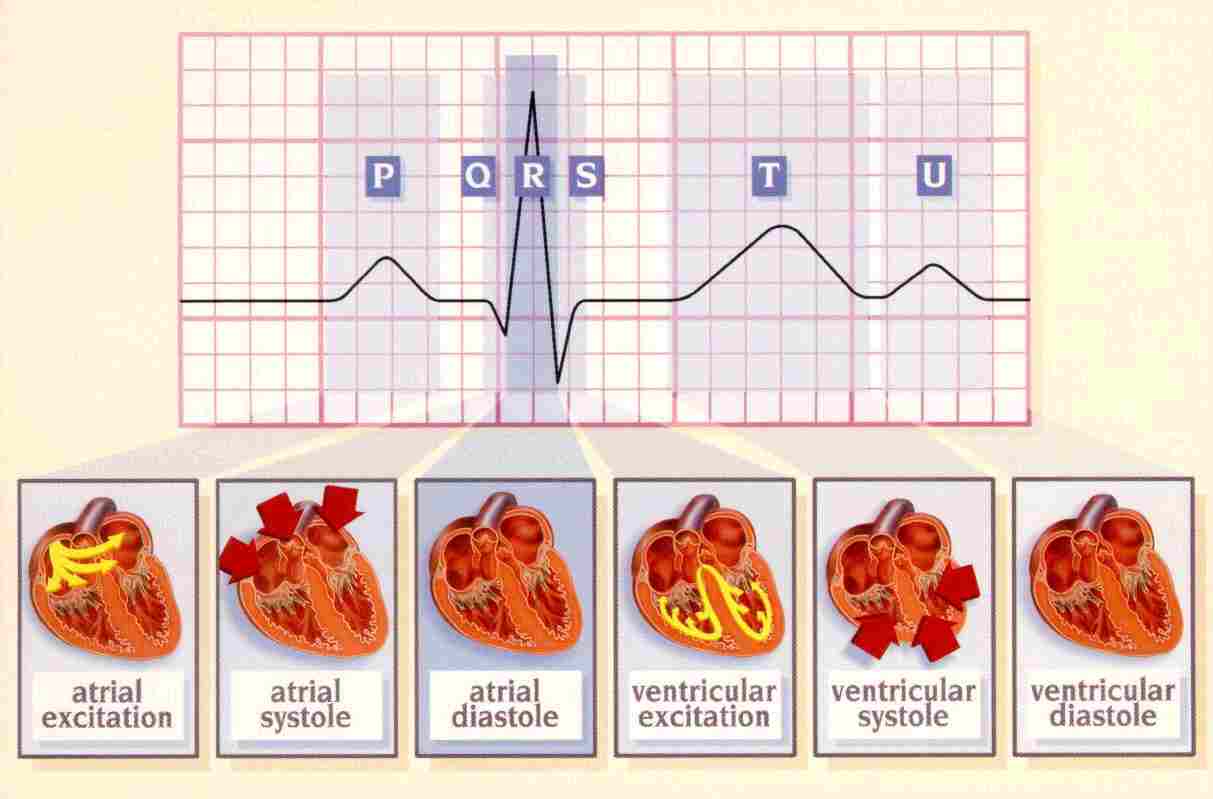 P Q R S T U
atrial
excitation
atrial
systole
atrial
diastole
ventricular
excitation
ventricular
systole
ventricular
diastole